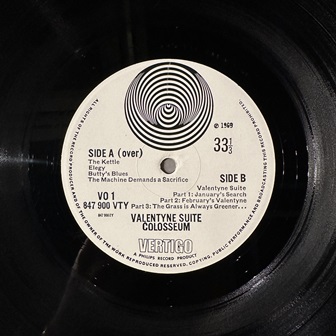 ALL RIGHTS OF THE RECORD PRODUCER AND OF THE OWNER OF THE WORK REPRODUCED RESERVED. COPYING, PUBLIC PERFORMANCE AND BROADCASTING OF THIS RECORD PROHIBITED
℗ 1969
33 1/3
SIDE A (over)
The Kettle
Elegy
Butty's Blues
The Machine Demands a Sacrifice
SIDE B
Valentyne Suite
Part 1: January's Search
Part 2: February's Valentyne
Part 3: The Grass is Always Greener...
VO 1
847 900 VTY
VALENTYNE SUITE
COLOSSEUM
VERTIGO
A PHILIPS RECORD PRODUCT